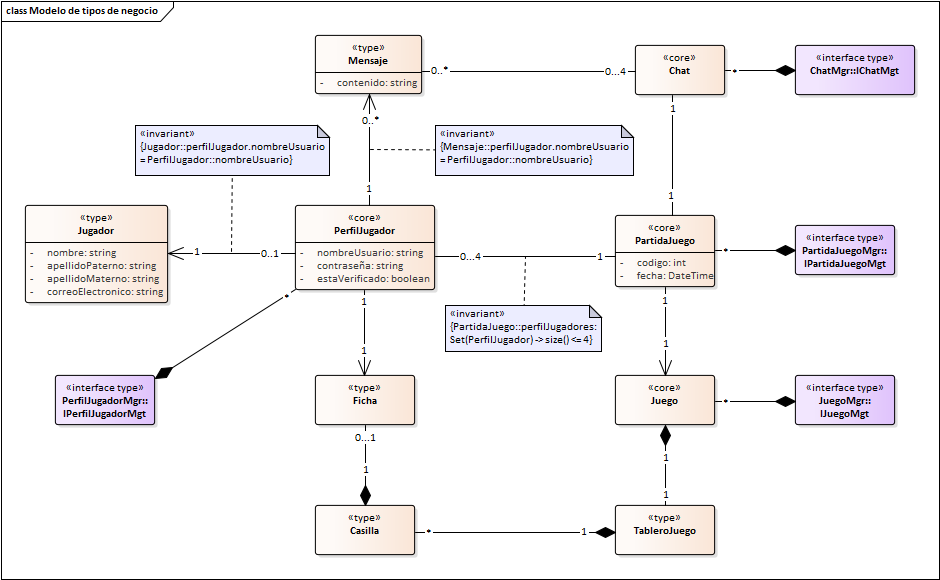 class Modelo de tipos de negocio
«type»
Mensaje
- contenido: string
0..*
0...4
«core»
Chat
*
«interface type»
ChatMgr::IChatMgt
0..*
1
«invariant»
{Jugador::perfilJugador.nombreUsuario
= PerfilJugador::nombreUsuario}
«invariant»
{Mensaje::perfilJugador.nombreUsuario
= PerfilJugador::nombreUsuario}
1
1
«type»
Jugador
- nombre: string
- apellidoPaterno: string
- apellidoMaterno: string
- correoElectronico: string
1
0..1
«core»
PerfilJugador
- nombreUsuario: string
- contraseña: string
- estaVerificado: boolean
0...4
1
«core»
PartidaJuego
- codigo: int
- fecha: DateTime
*
«interface type»
PartidaJuegoMgr::
IPartidaJuegoMgt
*
1
1
«invariant»
{PartidaJuego::perfilJugadores:
Set(PerfilJugador) -> size() <= 4}
1
1
«interface type»
PerfilJugadorMgr::
IPerfilJugadorMgt
«type»
Ficha
«core»
Juego
*
«interface type»
JuegoMgr::
IJuegoMgt
0...1
1
1
1
«type»
Casilla
*
1
«type»
TableroJuego